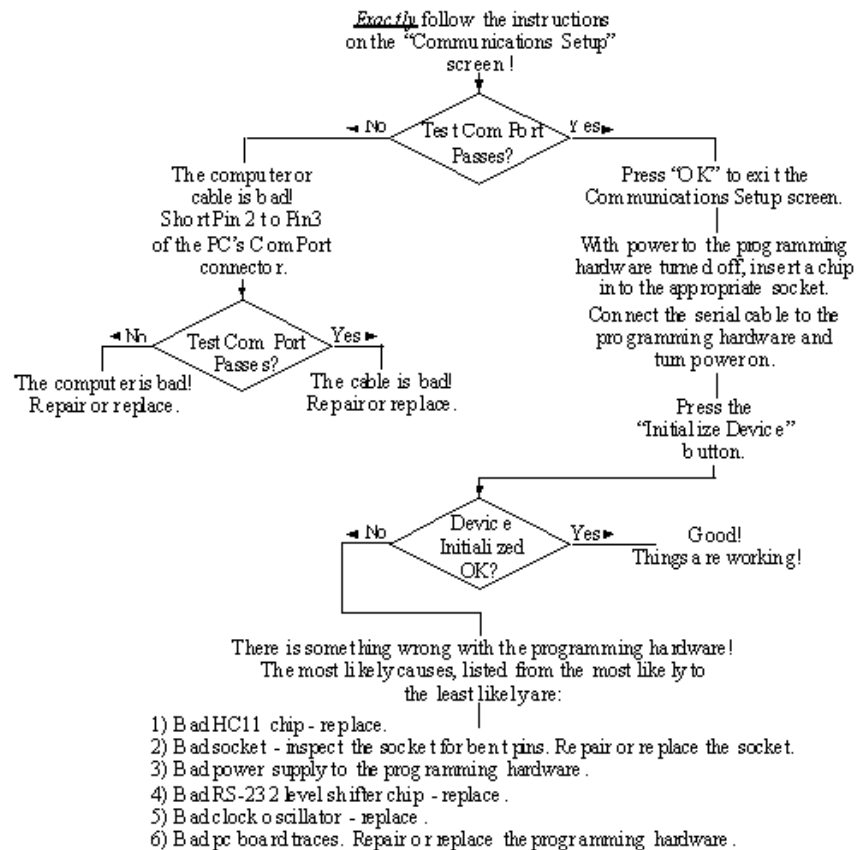 Exactly follow the instructions
on the “Communications Setup”
screen!
Test Com Port
Passes?
No
Yes
The computer or
cable is bad!
Short Pin 2 to Pin3
of the PC's Com Port
connector.
Test Com Port
Passes?
No
Yes
The computer is bad!
Repair or replace.
The cable is bad!
Repair or replace.
Press “OK” to exit the
Communications Setup screen.
With power to the programming
hardware turned off, insert a chip
into the appropriate socket.
Connect the serial cable to the
programming hardware and
turn power on.
Press the
“Initialize Device”
button.
Device
Initialized
OK?
No
Yes
Good!
Things are working!
There is something wrong with the programming hardware!
The most likely causes, listed from the most likely to
the least likely are:
1) Bad HC11 chip - replace.
2) Bad socket - inspect the socket for bent pins. Repair or replace the socket.
3) Bad power supply to the programming hardware.
4) Bad RS-232 level shifter chip - replace.
5) Bad clock oscillator - replace.
6) Bad pc board traces. Repair or replace the programming hardware.